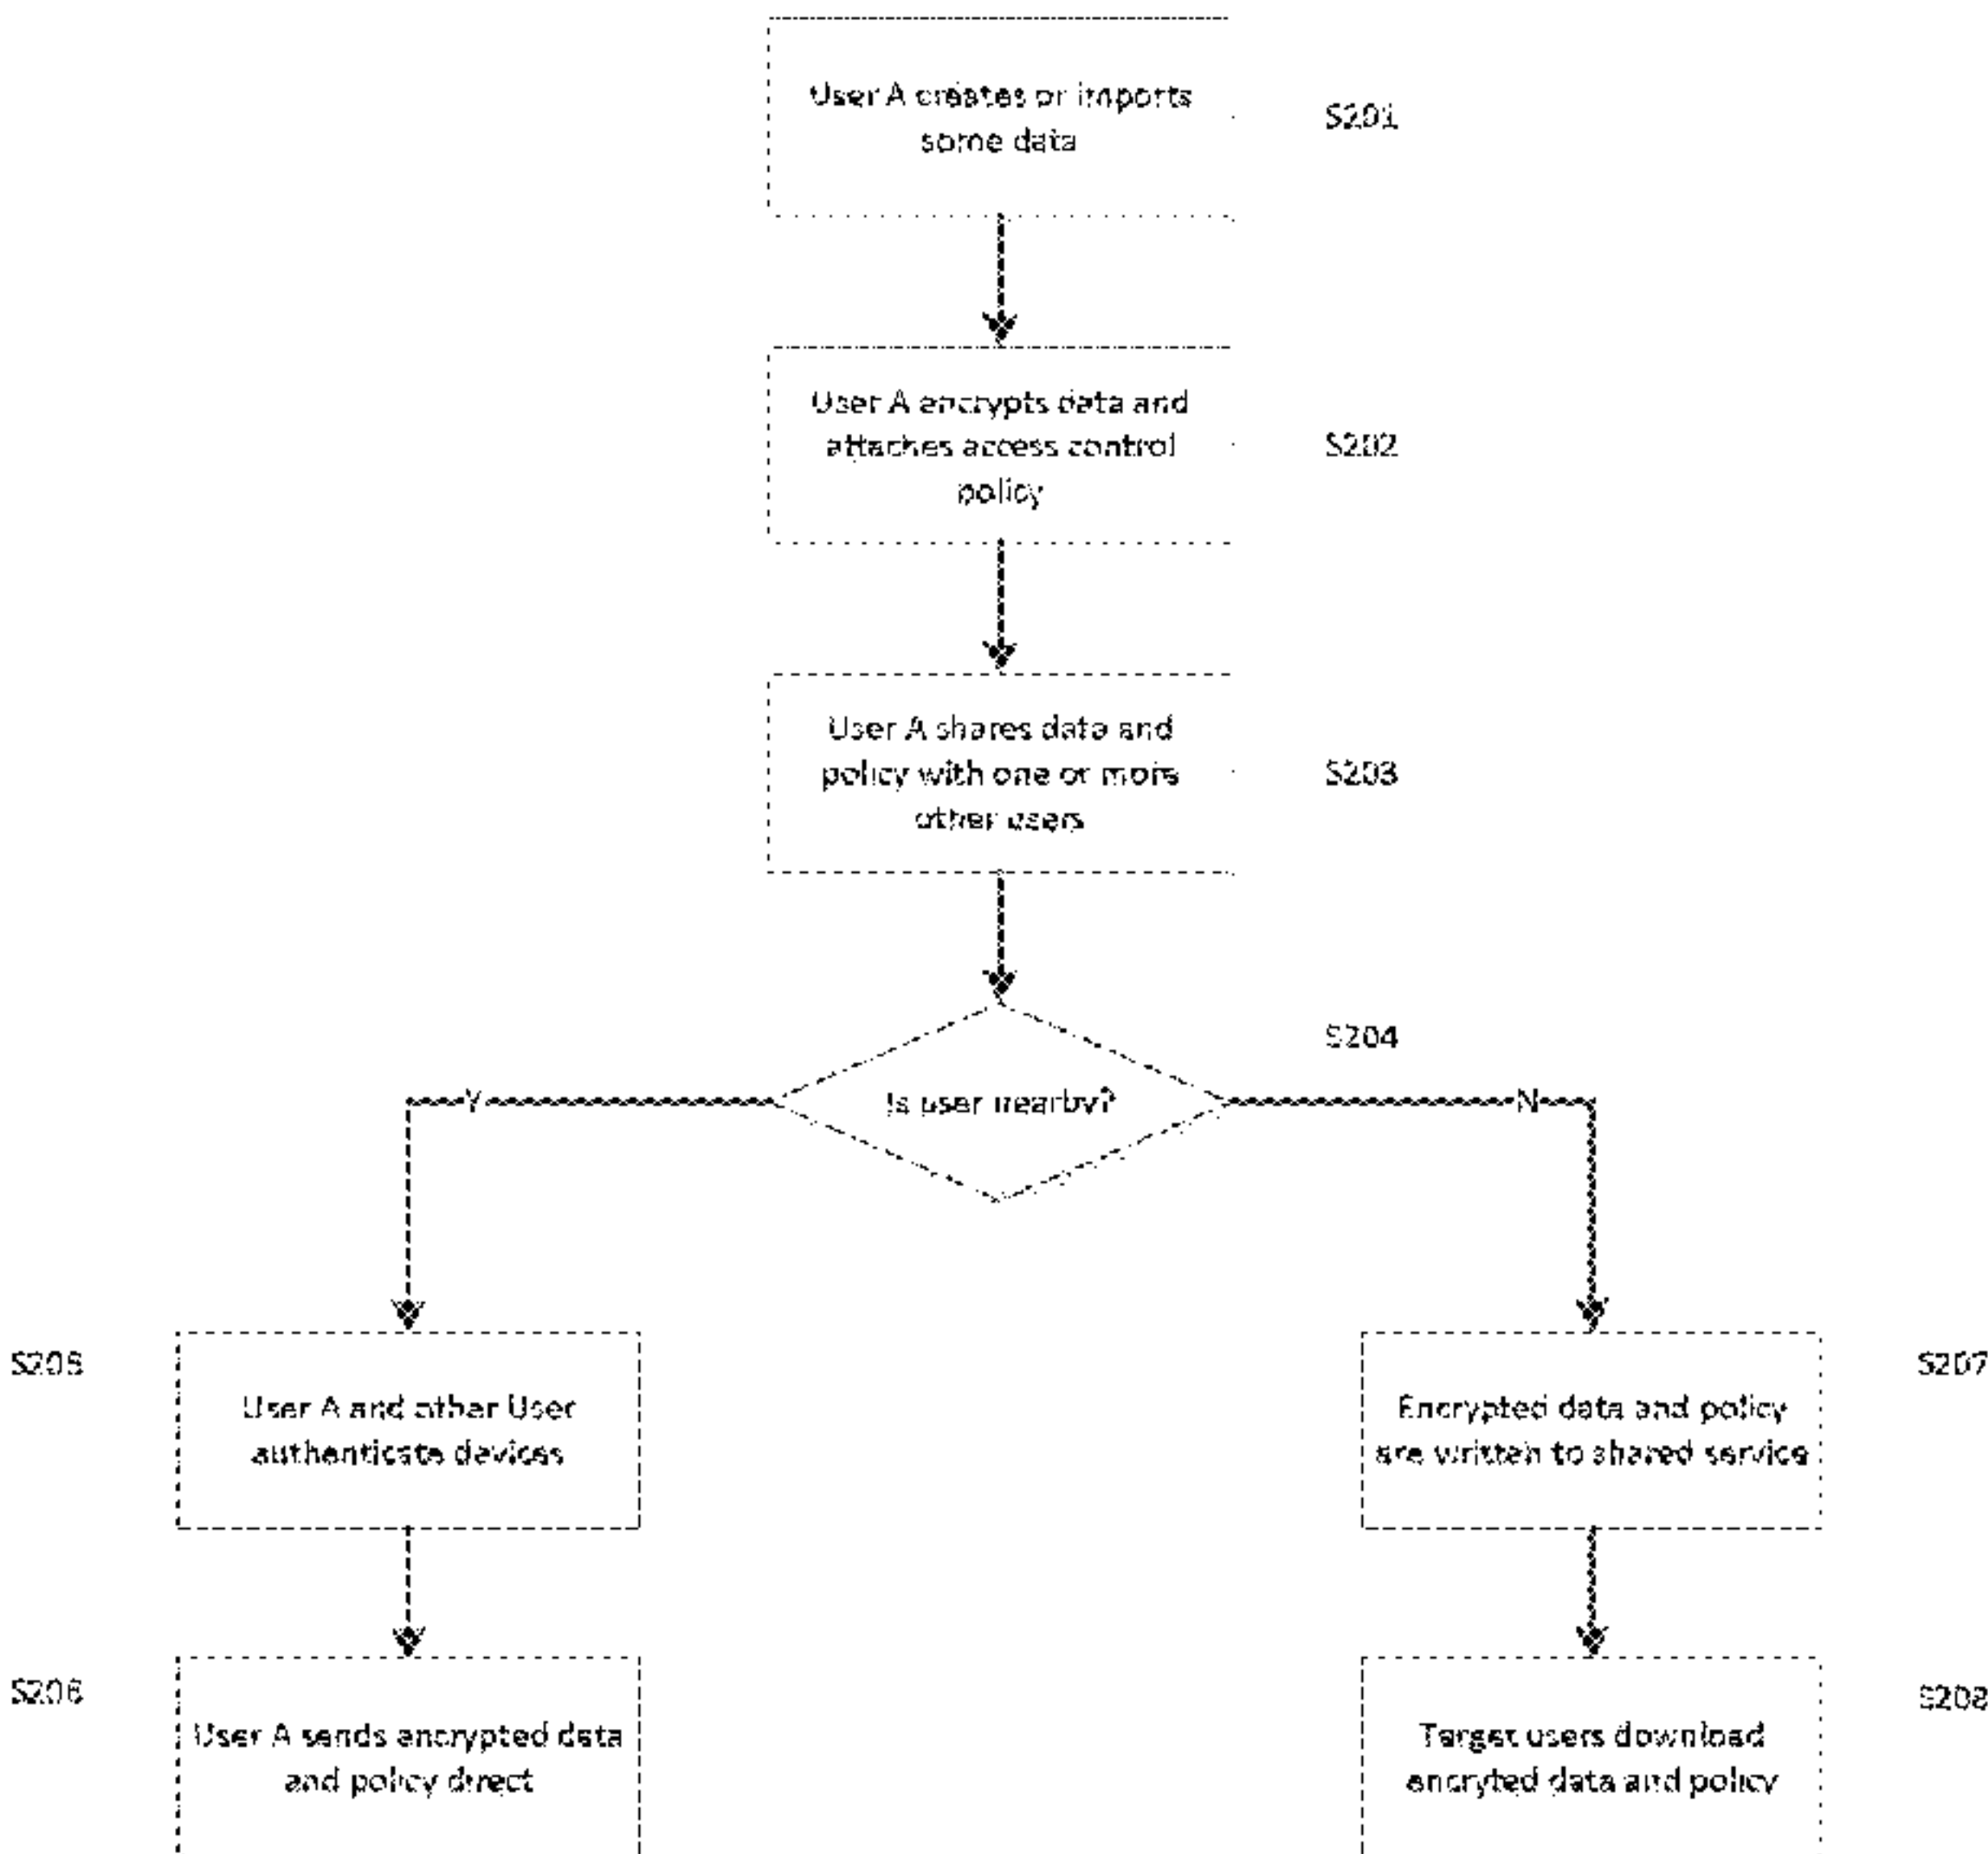 User A creates or imports
some data
S201
User A encrypts data and
attaches access control
policy
S202
User A shares data and
policy with one or more
other users
S203
S204
Is user nearby?
Y
N
S205
User A and other User
authenticate devices
S207
Encrypted data and policy
are written to shared service
S206
User A sends encrypted data
and policy direct
S208
Target users download
encryted data and policy